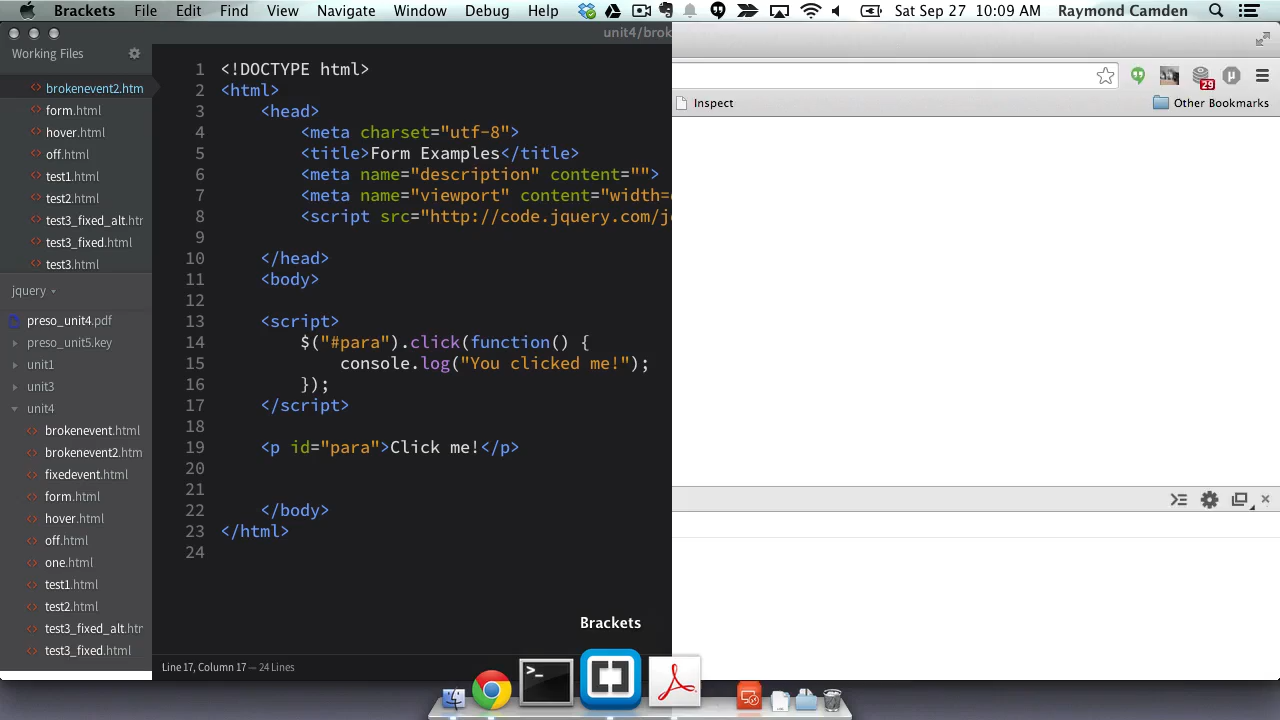 Brackets File Edit Find View Navigate Window Debug Help Sat Sep 27 10:09 AM Raymond Camden
unit4/brok
Working Files
brokenevent2.htm
form.html
hover.html
off.html
test1.html
test2.html
test3_fixed_alt.htr
test3_fixed.html
test3.html
jquery
preso_unit4.pdf
preso_unit5.key
unit1
unit3
unit4
brokenevent.html
brokenevent2.htm
fixedevent.html
form.html
hover.html
off.html
one.html
test1.html
test2.html
test3_fixed_alt.htr
test3_fixed.html
1 <!DOCTYPE html>
2 <html>
3 <head>
4 <meta charset="utf-8">
5 <title>Form Examples</title>
6 <meta name="description" content="">
7 <meta name="viewport" content="width=
8 <script src="http://code.jquery.com/j
9
10 </head>
11 <body>
12
13 <script>
14 $("#para").click(function() {
15 console.log("You clicked me!");
16 });
17 </script>
18
19 <p id="para">Click me!</p>
20
21
22 </body>
23 </html>
24
Line 17, Column 17 — 24 Lines
29
Inspect
Other Bookmarks
Brackets